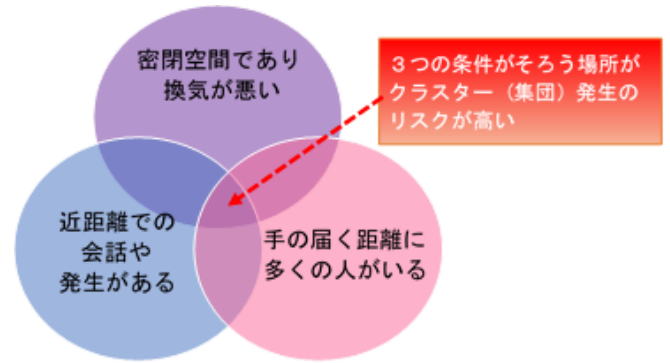 密閉空間であり
換気が悪い
３つの条件がそろう場所が
クラスター（集団）発生の
リスクが高い
近距離での
会話や
発生がある
手の届く距離に
多くの人がいる